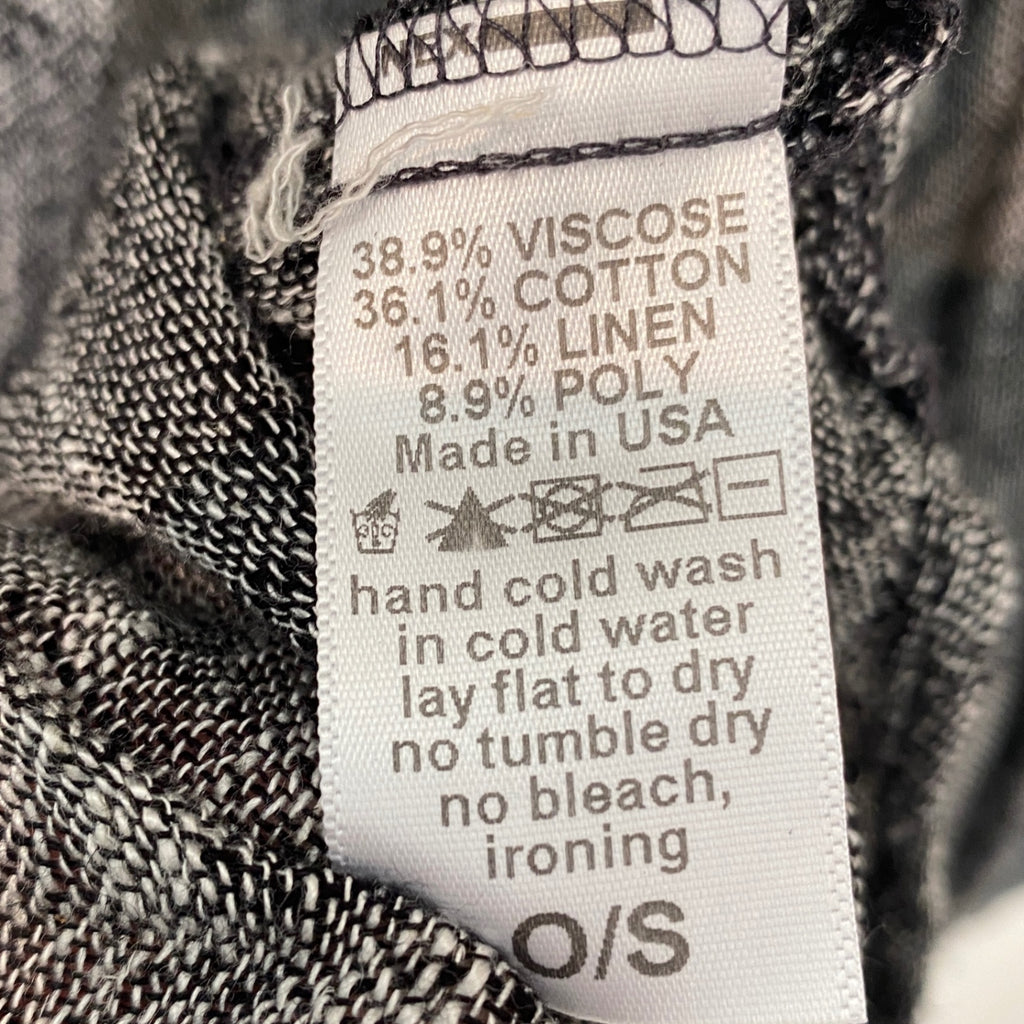 38.9% VISCOSE
36.1% COTTON
16.1% LINEN
8.9% POLY
Made in USA
hand cold wash
in cold water
lay flat to dry
no tumble dry
no bleach,
ironing
O/S